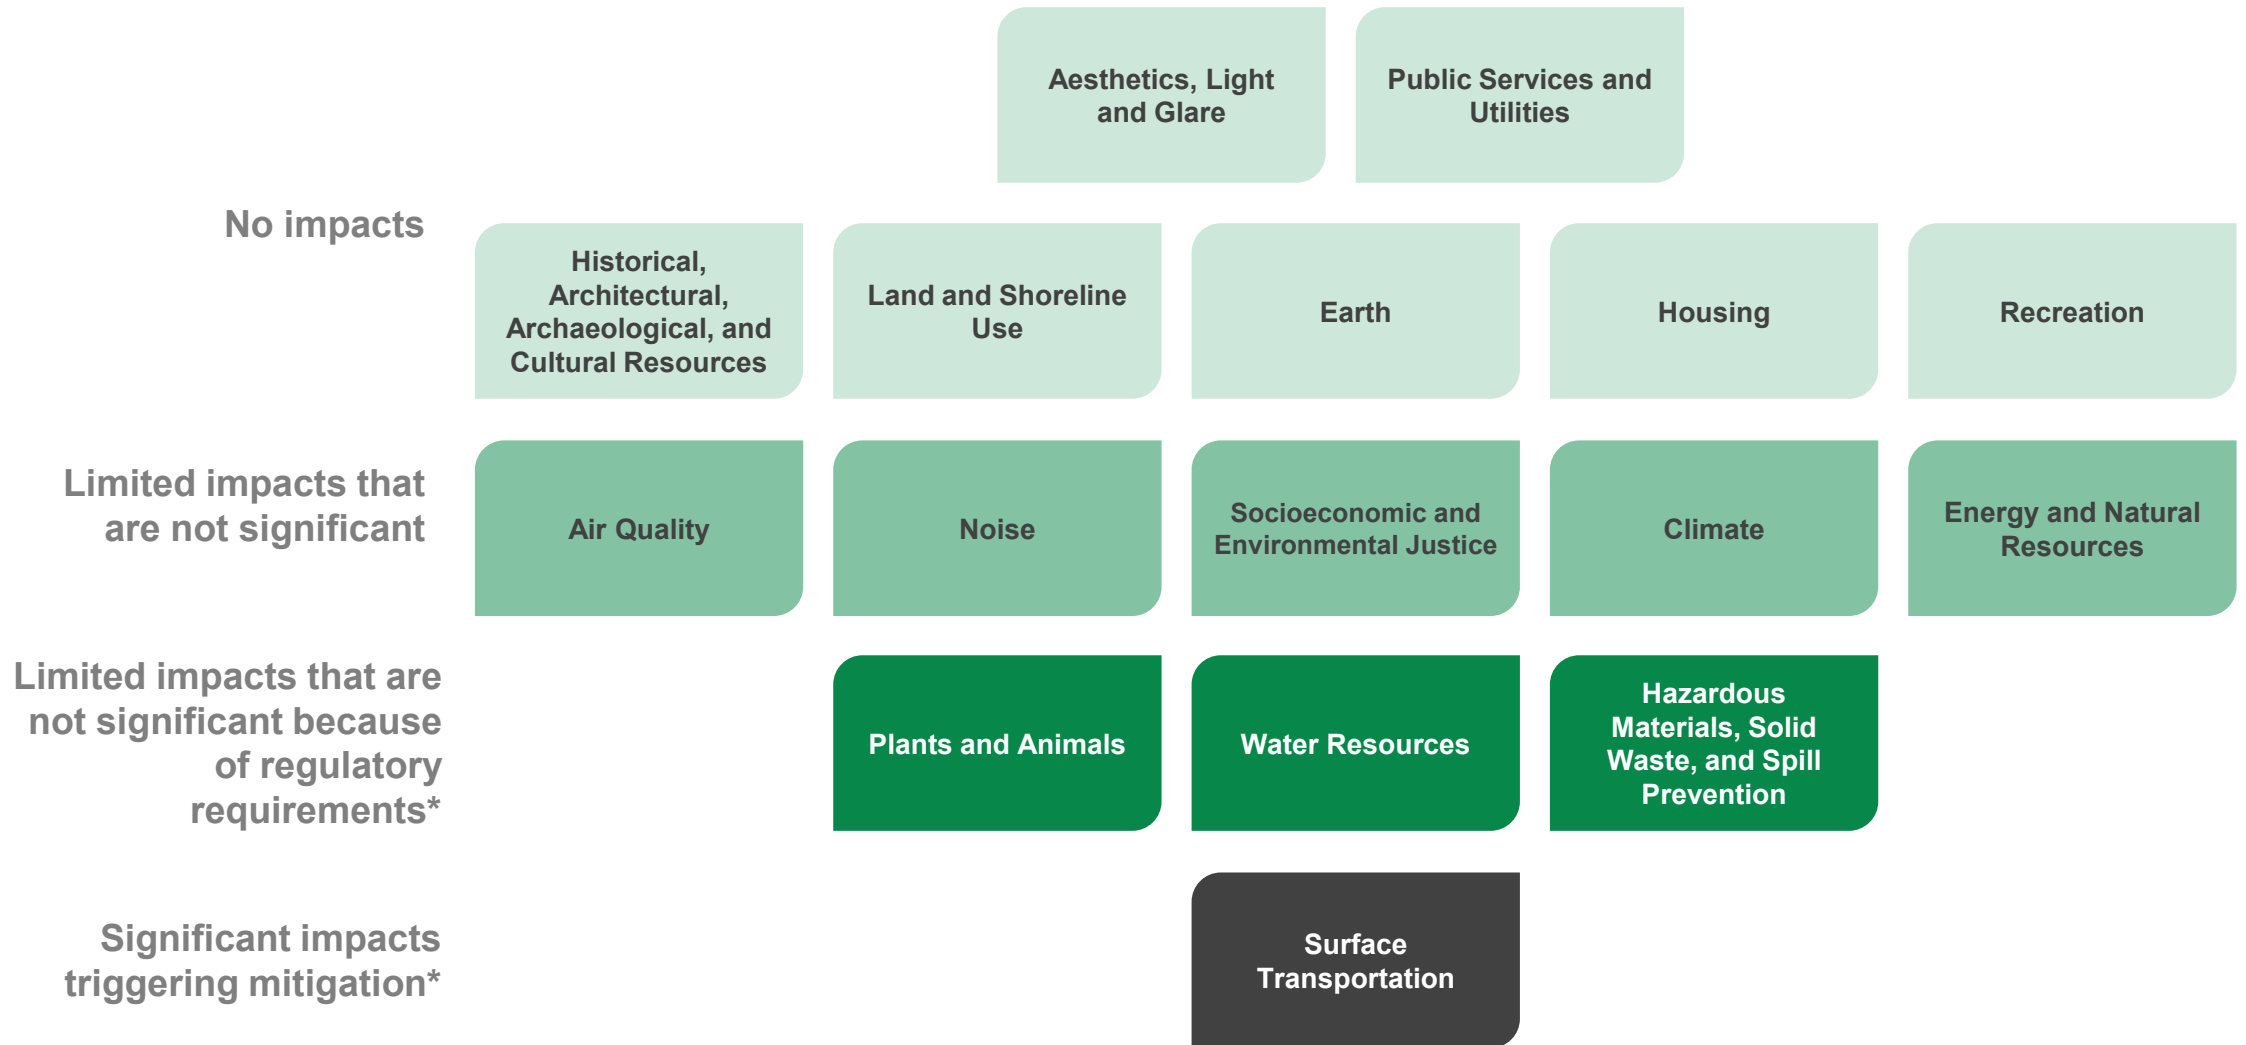 Aesthetics, Light
and Glare
Public Services and
Utilities
No impacts
Historical,
Architectural,
Archaeological, and
Cultural Resources
Land and Shoreline
Use
Earth
Housing
Recreation
Limited impacts that
are not significant
Air Quality
Noise
Socioeconomic and
Environmental Justice
Climate
Energy and Natural
Resources
Limited impacts that are
not significant because
of regulatory
requirements*
Plants and Animals
Water Resources
Hazardous
Materials, Solid
Waste, and Spill
Prevention
Significant impacts
triggering mitigation*
Surface
Transportation